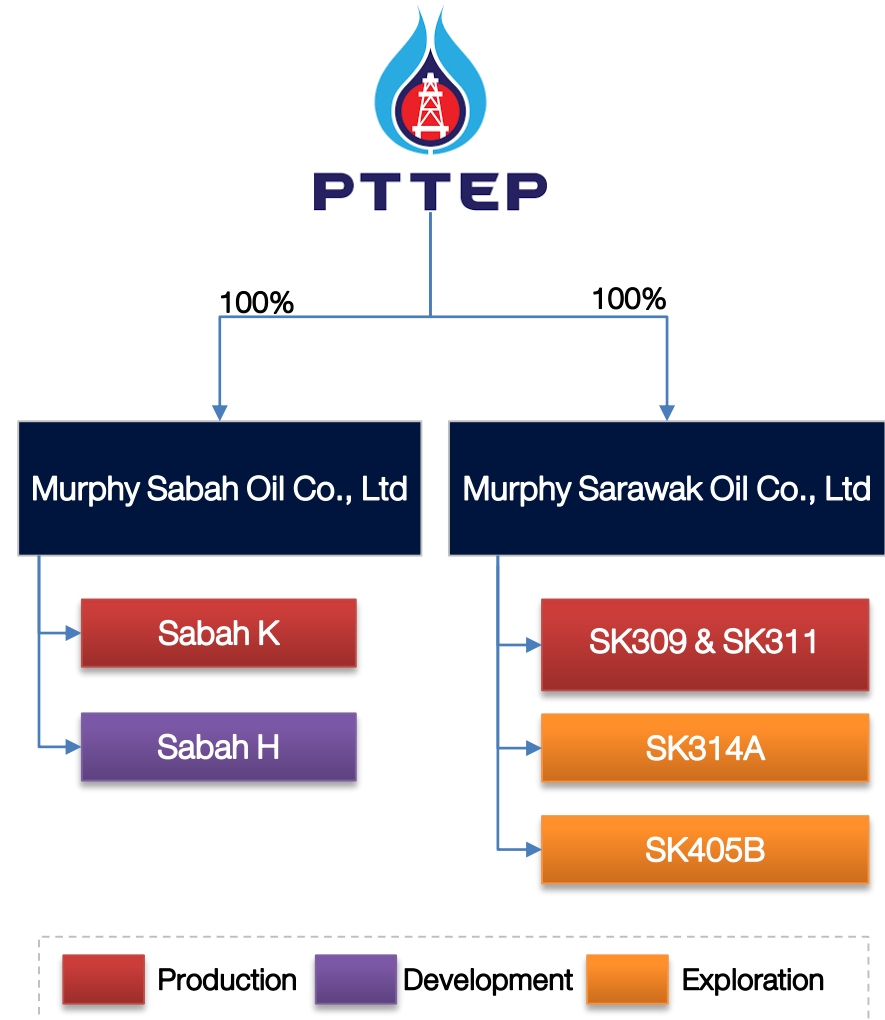 PTTEP
100%
100%
Murphy Sabah Oil Co., Ltd
Murphy Sarawak Oil Co., Ltd
Sabah K
SK309 & SK311
Sabah H
SK314A
SK405B
Production
Development
Exploration